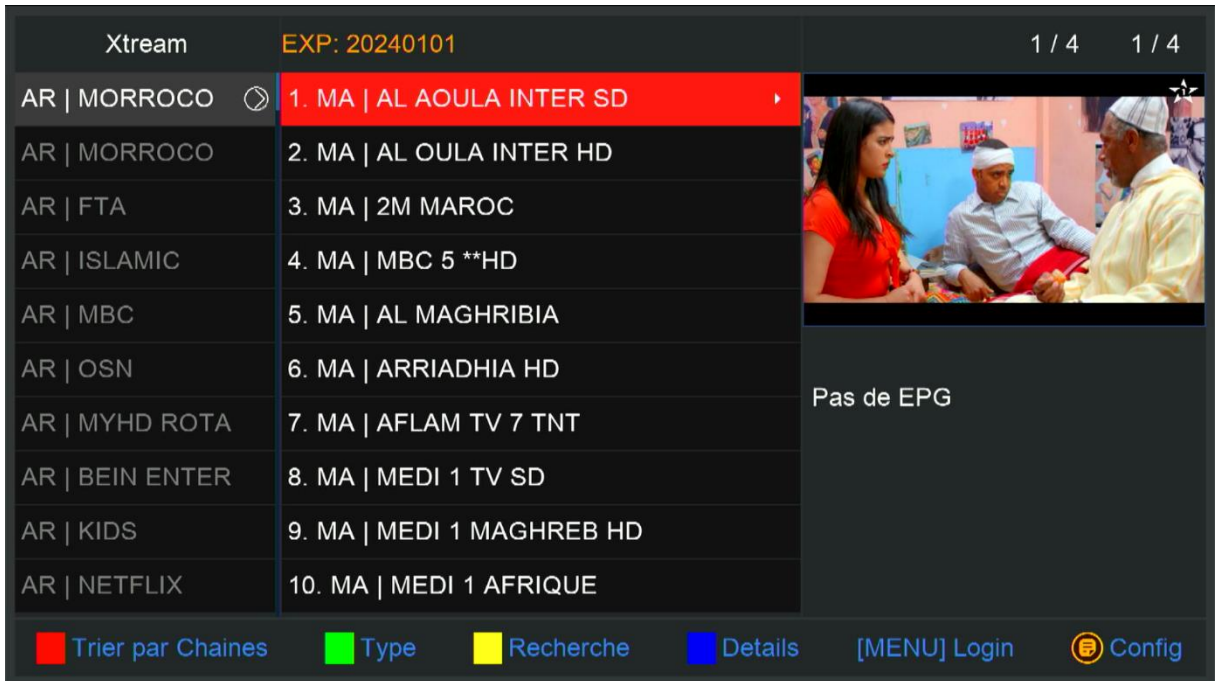 Xtream
EXP: 20240101
1 / 4 1 / 4
AR | MORROCO
AR | MORROCO
AR | FTA
AR | ISLAMIC
AR | MBC
AR | OSN
AR | MYHD ROTA
AR | BEIN ENTER
AR | KIDS
AR | NETFLIX
1. MA | AL AOULA INTER SD
2. MA | AL OULA INTER HD
3. MA | 2M MAROC
4. MA | MBC 5 **HD
5. MA | AL MAGHRIBIA
6. MA | ARRIADHIA HD
7. MA | AFLAM TV 7 TNT
8. MA | MEDI 1 TV SD
9. MA | MEDI 1 MAGHREB HD
10. MA | MEDI 1 AFRIQUE
Pas de EPG
Trier par Chaines Type Recherche Details [MENU] Login Config